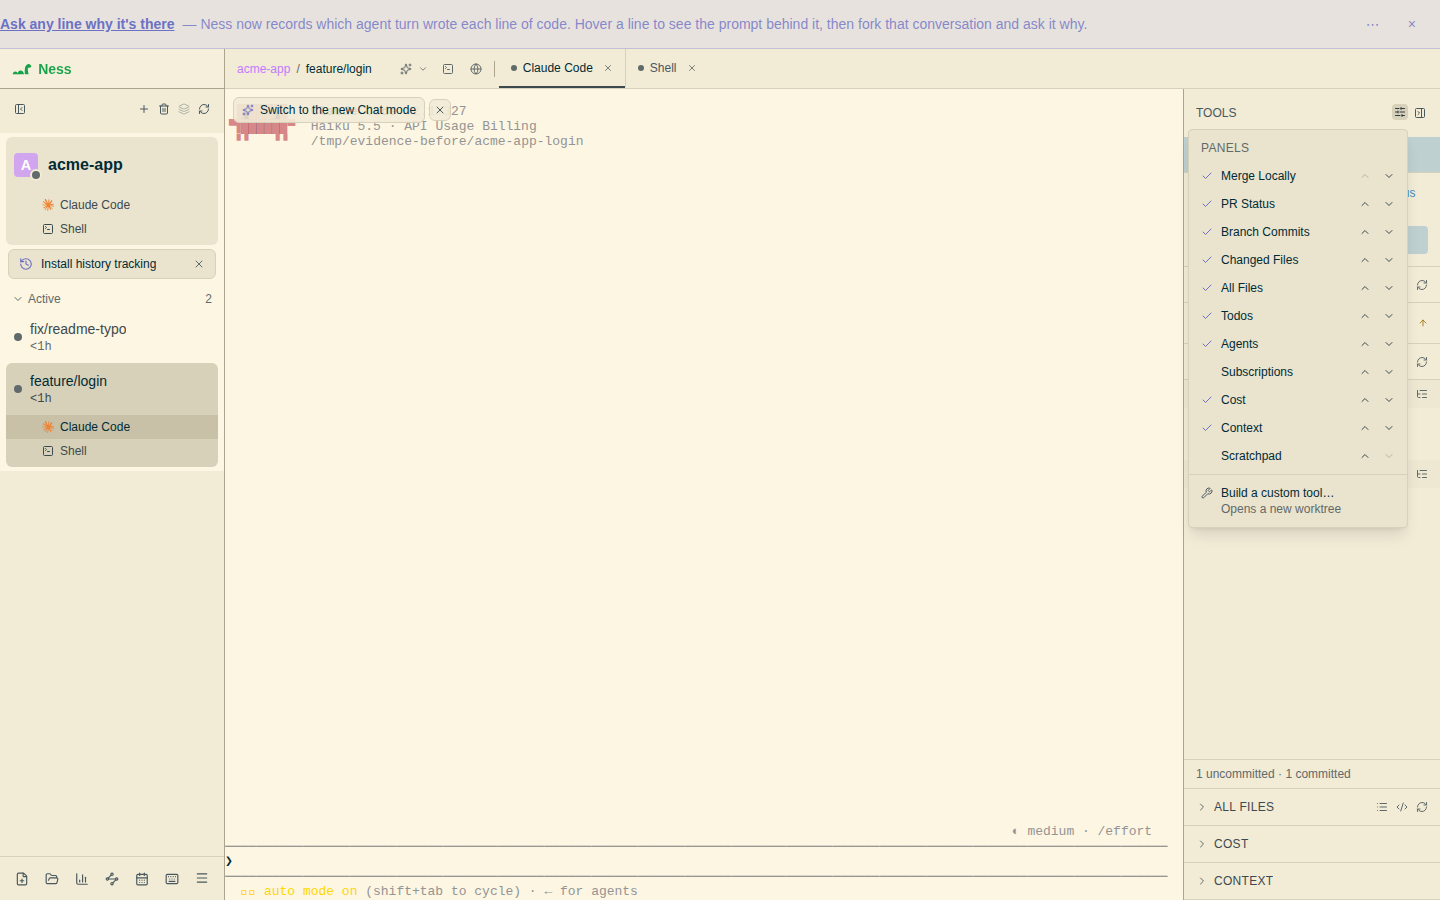 Ask any line why it's there — Ness now records which agent turn wrote each line of code. Hover a line to see the prompt behind it, then fork that conversation and ask it why.
Ness
acme-app / feature/login
Claude Code
Shell
A acme-app
Claude Code
Shell
Install history tracking
Active 2
fix/readme-typo
<1h
feature/login
<1h
Claude Code
Shell
Switch to the new Chat mode
27
Haiku 5.5 · API Usage Billing
/tmp/evidence-before/acme-app-login
medium · /effort
❯
auto mode on (shift+tab to cycle) · ← for agents
TOOLS
PANELS
Merge Locally
PR Status
Branch Commits
Changed Files
All Files
Todos
Agents
Subscriptions
Cost
Context
Scratchpad
Build a custom tool…
Opens a new worktree
1 uncommitted · 1 committed
ALL FILES
COST
CONTEXT